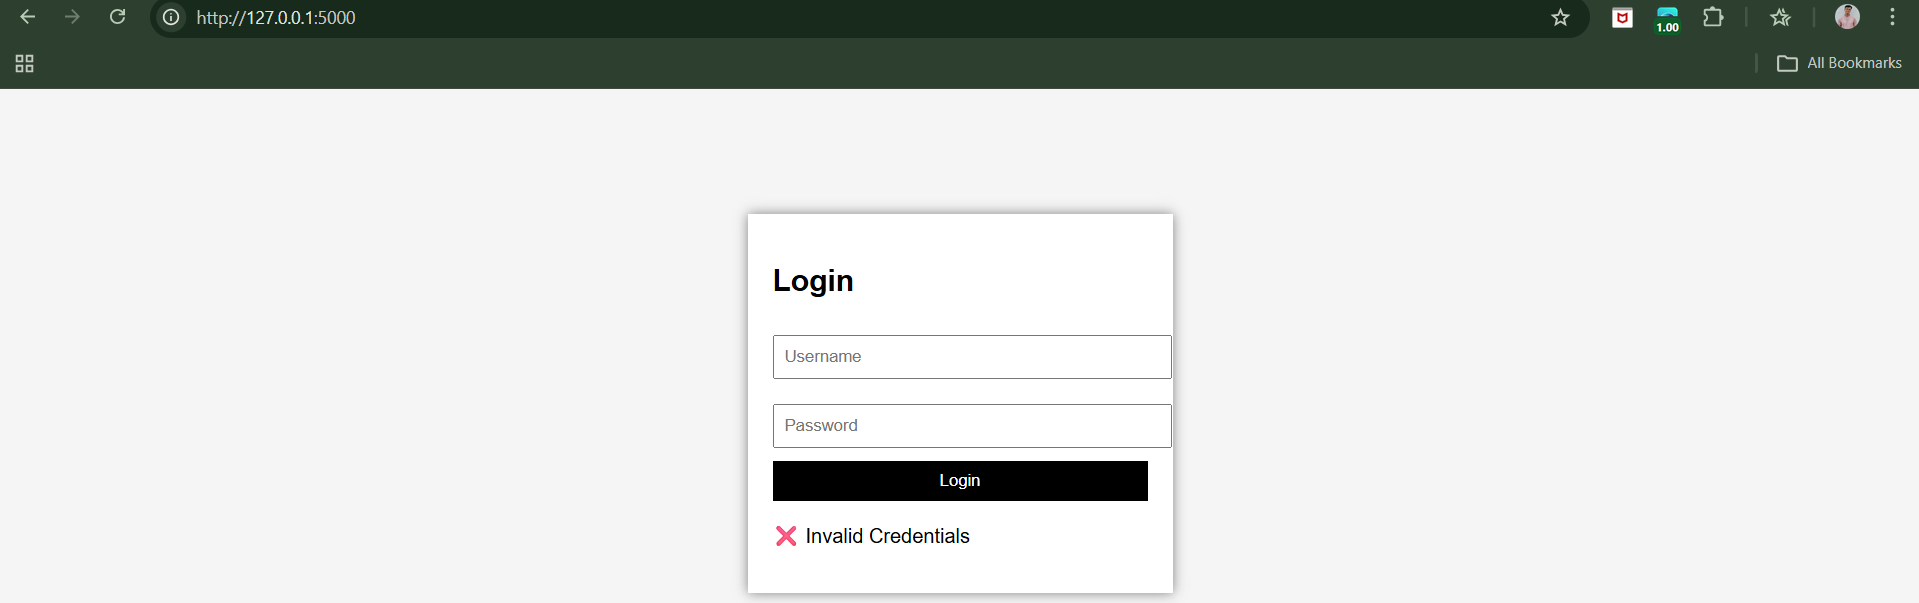 http://127.0.0.1:5000
1.00
All Bookmarks
Login
Username
Password
Login
❌ Invalid Credentials